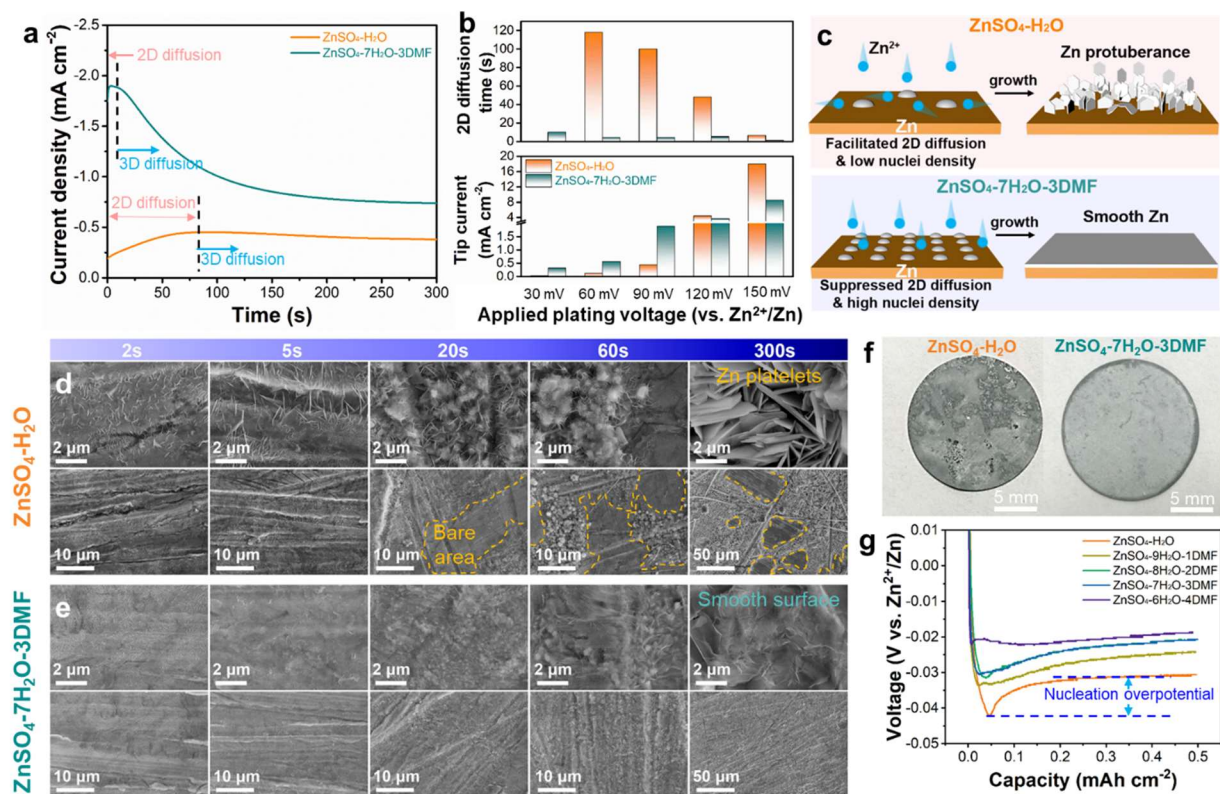 a
-2.5
-2.0
-1.5
-1.0
-0.5
-0.0
Current density (mA cm⁻²)
ZnSO₄-H₂O
ZnSO₄-7H₂O-3DMF
2D diffusion
3D diffusion
2D diffusion
3D diffusion
0 50 100 150 200 250 300
Time (s)
b
2D diffusion
time (s)
120
100
80
60
40
20
0
Tip current
(mA cm⁻²)
20
16
12
8
4
1.5
1.0
0.5
0.0
ZnSO₄-H₂O
ZnSO₄-7H₂O-3DMF
30 mV 60 mV 90 mV 120 mV 150 mV
Applied plating voltage (vs. Zn²⁺/Zn)
c
ZnSO₄-H₂O
Zn²⁺
growth
Zn protuberance
Zn
Facilitated 2D diffusion
& low nuclei density
ZnSO₄-7H₂O-3DMF
growth
Smooth Zn
Zn
Suppressed 2D diffusion
& high nuclei density
2s 5s 20s 60s 300s
d
ZnSO₄-H₂O
Zn platelets
2 μm 2 μm 2 μm 2 μm 2 μm
Bare
area
10 μm 10 μm 10 μm 10 μm 50 μm
e
ZnSO₄-7H₂O-3DMF
Smooth surface
2 μm 2 μm 2 μm 2 μm 2 μm
10 μm 10 μm 10 μm 10 μm 50 μm
f
ZnSO₄-H₂O ZnSO₄-7H₂O-3DMF
5 mm 5 mm
g
0.01
0.00
-0.01
-0.02
-0.03
-0.04
-0.05
Voltage (V vs. Zn²⁺/Zn)
ZnSO₄-H₂O
ZnSO₄-9H₂O-1DMF
ZnSO₄-8H₂O-2DMF
ZnSO₄-7H₂O-3DMF
ZnSO₄-6H₂O-4DMF
Nucleation overpotential
0.0 0.1 0.2 0.3 0.4 0.5
Capacity (mAh cm⁻²)